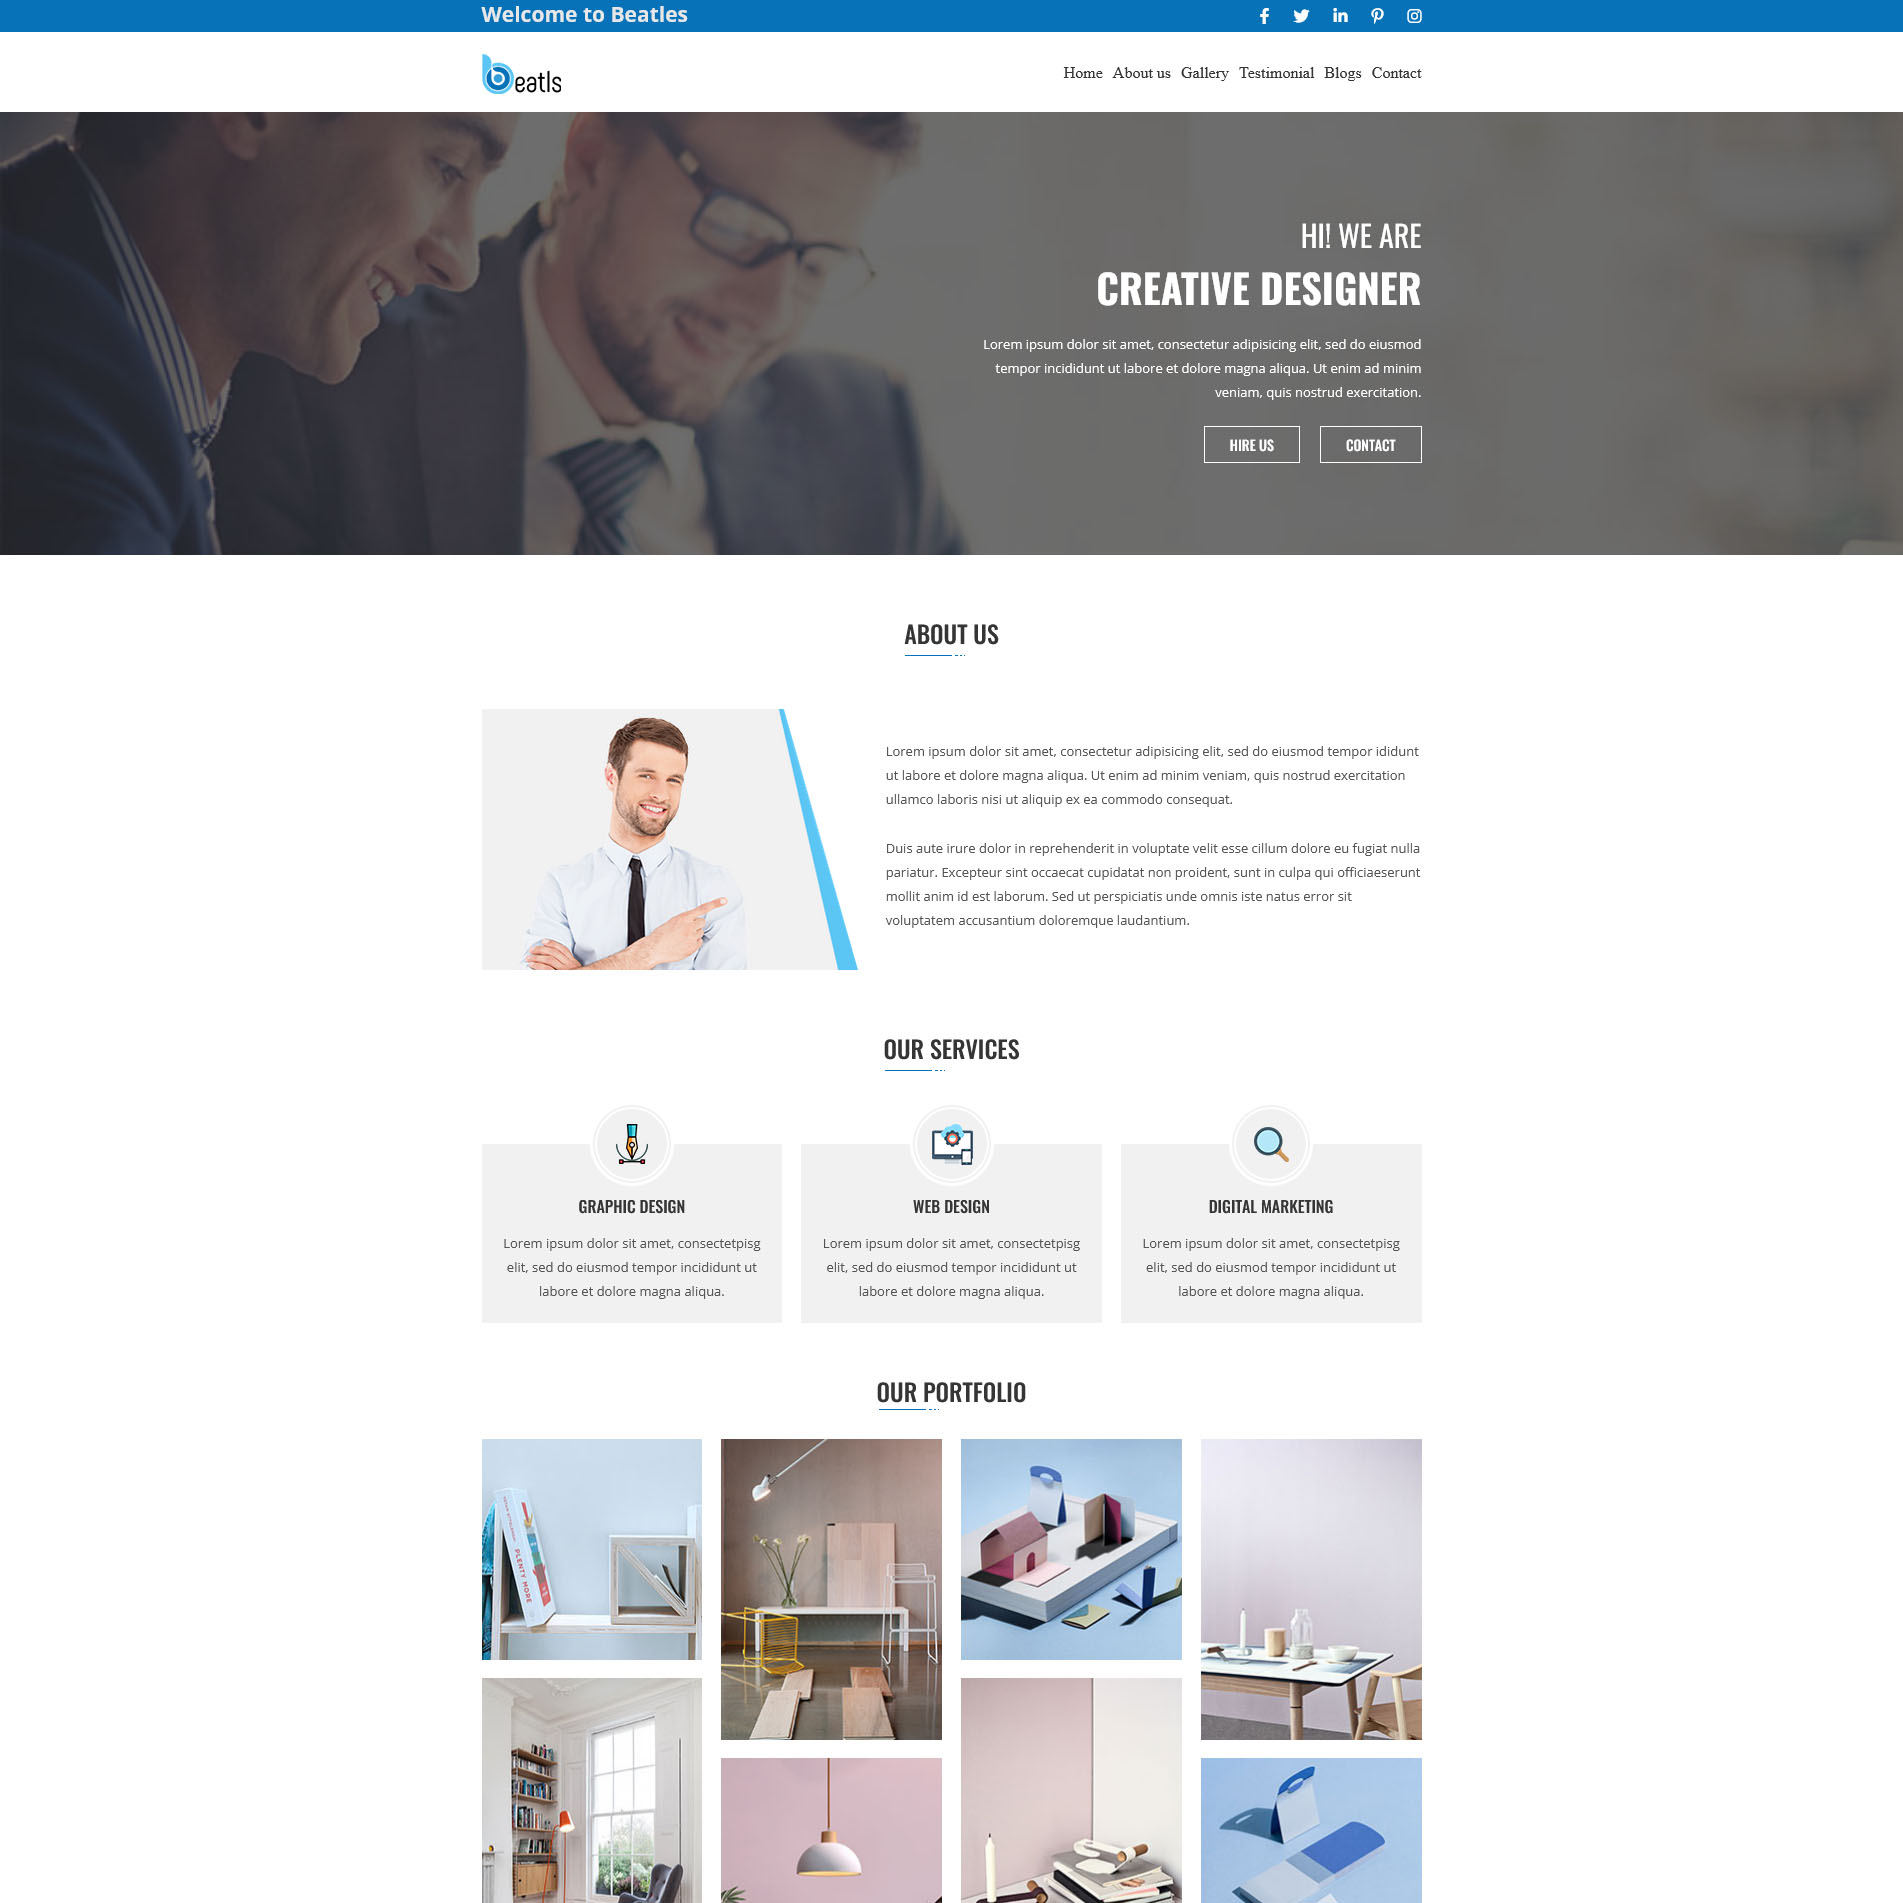 Welcome to Beatles
beatls
Home About us Gallery Testimonial Blogs Contact
HI! WE ARE
CREATIVE DESIGNER
Lorem ipsum dolor sit amet, consectetur adipisicing elit, sed do eiusmod
tempor incididunt ut labore et dolore magna aliqua. Ut enim ad minim
veniam, quis nostrud exercitation.
HIRE US CONTACT
ABOUT US
Lorem ipsum dolor sit amet, consectetur adipisicing elit, sed do eiusmod tempor ididunt
ut labore et dolore magna aliqua. Ut enim ad minim veniam, quis nostrud exercitation
ullamco laboris nisi ut aliquip ex ea commodo consequat.
Duis aute irure dolor in reprehenderit in voluptate velit esse cillum dolore eu fugiat nulla
pariatur. Excepteur sint occaecat cupidatat non proident, sunt in culpa qui officiaeserunt
mollit anim id est laborum. Sed ut perspiciatis unde omnis iste natus error sit
voluptatem accusantium doloremque laudantium.
OUR SERVICES
GRAPHIC DESIGN
Lorem ipsum dolor sit amet, consectetpisg
elit, sed do eiusmod tempor incididunt ut
labore et dolore magna aliqua.
WEB DESIGN
Lorem ipsum dolor sit amet, consectetpisg
elit, sed do eiusmod tempor incididunt ut
labore et dolore magna aliqua.
DIGITAL MARKETING
Lorem ipsum dolor sit amet, consectetpisg
elit, sed do eiusmod tempor incididunt ut
labore et dolore magna aliqua.
OUR PORTFOLIO
PLENTY MORE